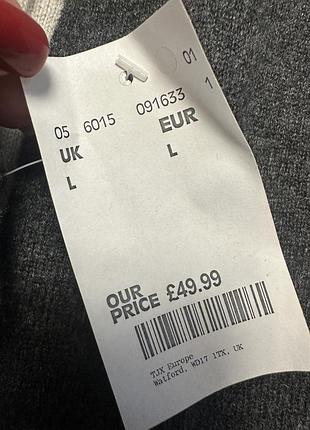 01
05 6015 091633 1
UK EUR
L L
OUR
PRICE £49.99
TJX Europe
Watford, WD17 1TX, UK